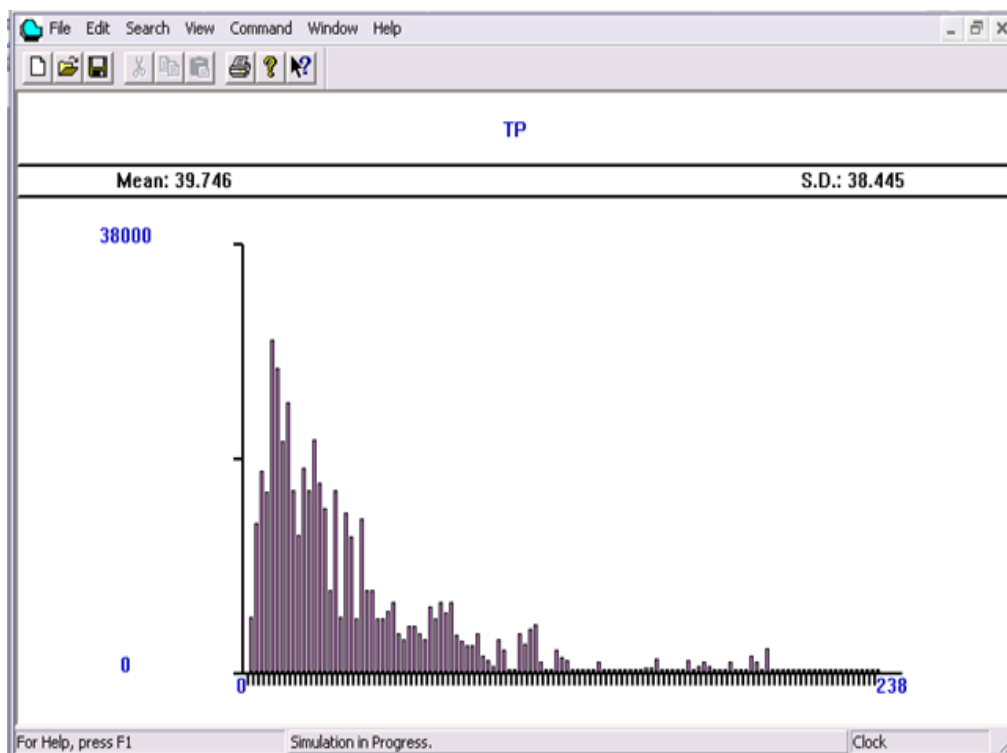 File Edit Search View Command Window Help
TP
Mean: 39.746 S.D.: 38.445
38000
0
0 238
For Help, press F1 Simulation in Progress. Clock